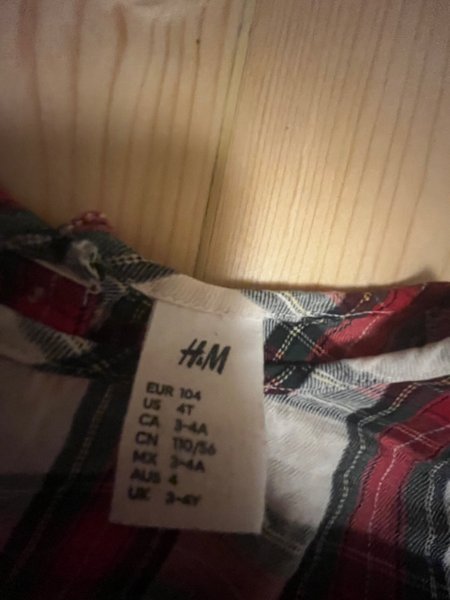 H&M
EUR 104
US 4T
CA 3-4A
CN 110/56
MX 3-4A
AUS 4
UK 3-4Y